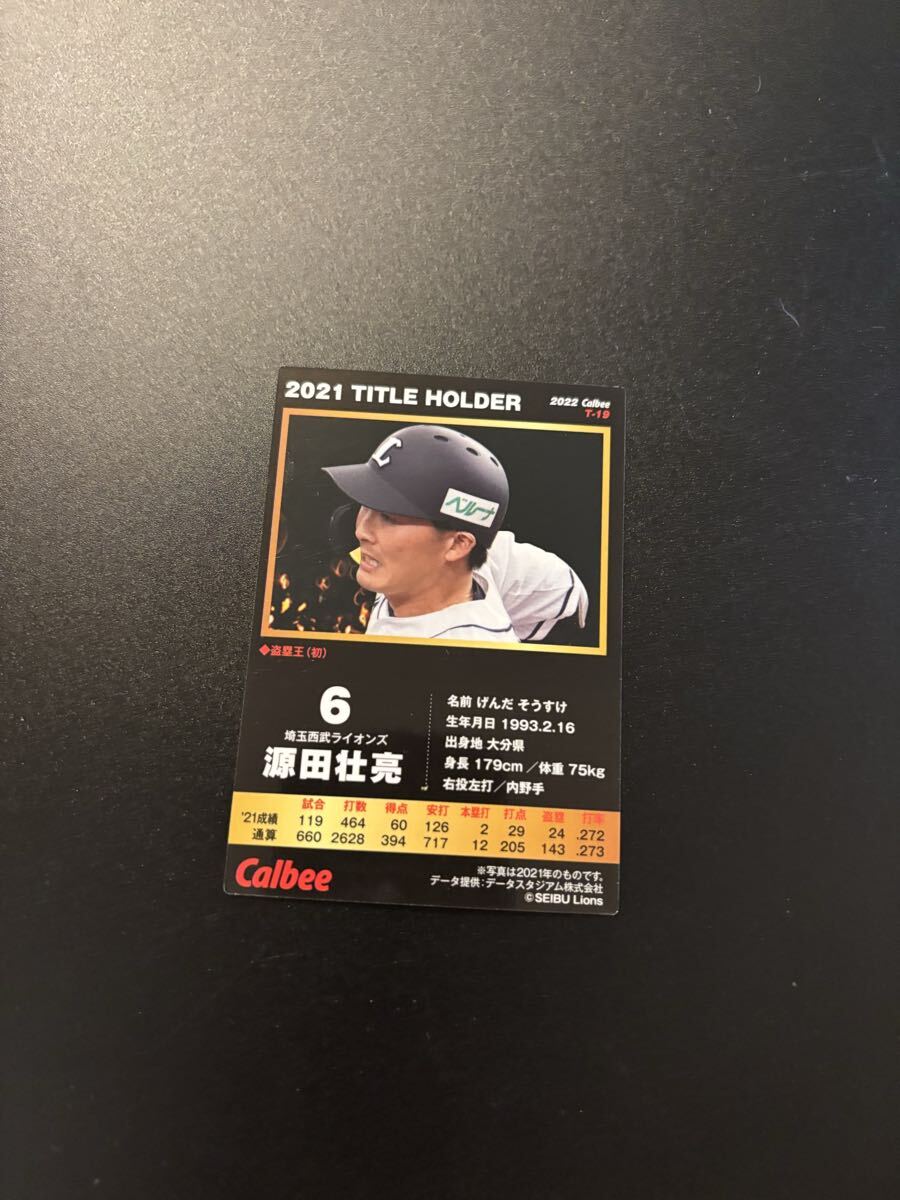 2021 TITLE HOLDER
2022 Calbee
T-19
L
ベルーナ
◆盗塁王(初)
6
埼玉西武ライオンズ
源田壮亮
名前 げんだ そうすけ
生年月日 1993.2.16
出身地 大分県
身長 179cm／体重 75kg
右投左打／内野手
試合 打数 得点 安打 本塁打 打点 盗塁 打率
'21成績 119 464 60 126 2 29 24 .272
通算 660 2628 394 717 12 205 143 .273
Calbee
※写真は2021年のものです。
データ提供：データスタジアム株式会社
©SEIBU Lions